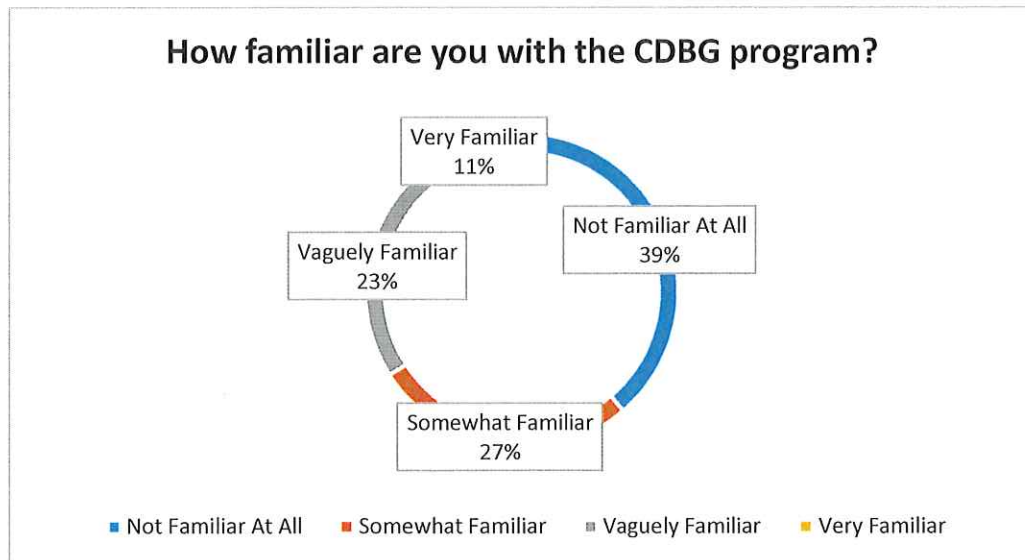 How familiar are you with the CDBG program?
Very Familiar
11%
Not Familiar At All
39%
Vaguely Familiar
23%
Somewhat Familiar
27%
Not Familiar At All Somewhat Familiar Vaguely Familiar Very Familiar